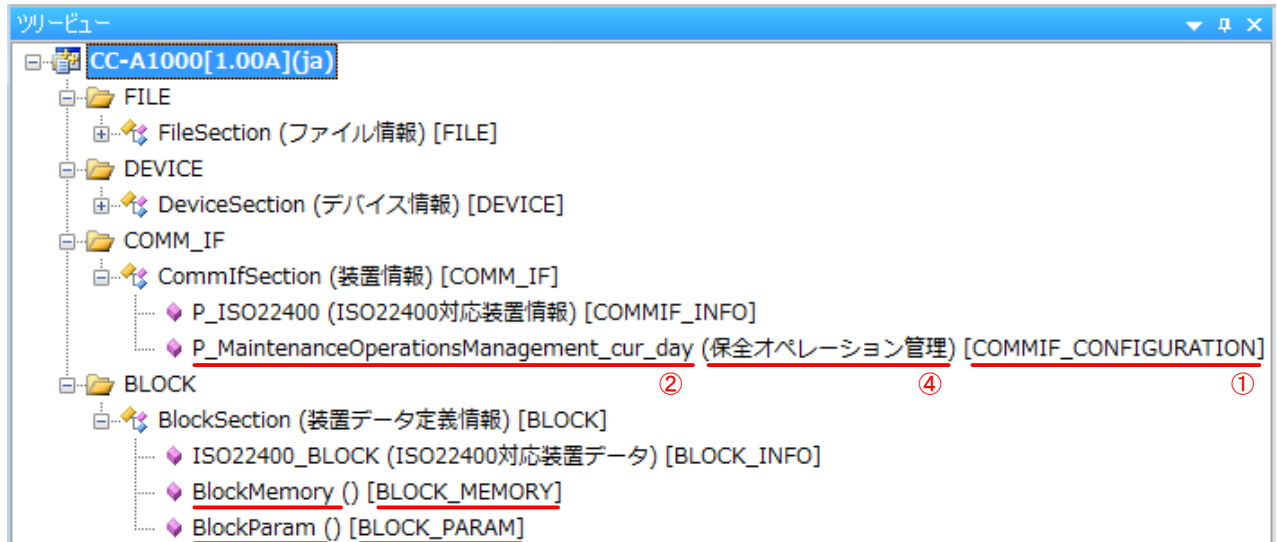 ツリービュー
CC-A1000[1.00A](ja)
FILE
FileSection (ファイル情報) [FILE]
DEVICE
DeviceSection (デバイス情報) [DEVICE]
COMM_IF
CommIfSection (装置情報) [COMM_IF]
P_ISO22400 (ISO22400対応装置情報) [COMMIF_INFO]
P_MaintenanceOperationsManagement_cur_day (保全オペレーション管理) [COMMIF_CONFIGURATION]
② ④ ①
BLOCK
BlockSection (装置データ定義情報) [BLOCK]
ISO22400_BLOCK (ISO22400対応装置データ) [BLOCK_INFO]
BlockMemory () [BLOCK_MEMORY]
BlockParam () [BLOCK_PARAM]